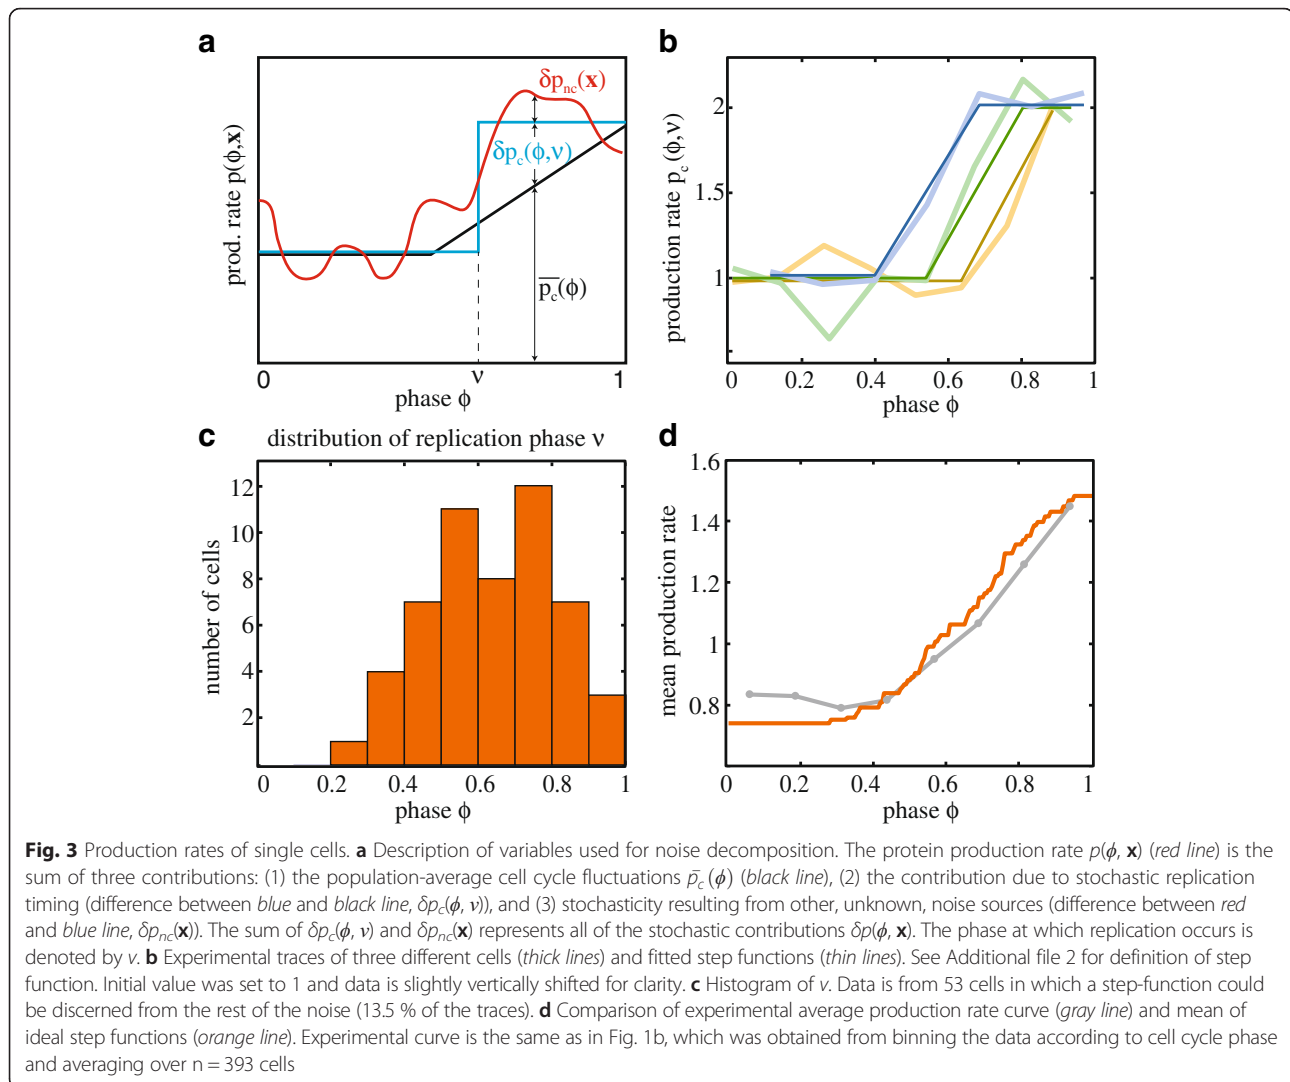 a
prod. rate p(ϕ,x)
δp_nc(x)
δp_c(ϕ,ν)
p̅_c̅(ϕ)
0
ν
1
phase ϕ
b
production rate p_c(ϕ,ν)
2
1.5
1
0
0.2
0.4
0.6
0.8
1
phase ϕ
c
distribution of replication phase ν
number of cells
12
10
8
6
4
2
0
0.2
0.4
0.6
0.8
1
phase ϕ
d
mean production rate
1.6
1.4
1.2
1
0.8
0
0.2
0.4
0.6
0.8
1
phase ϕ
Fig. 3 Production rates of single cells. a Description of variables used for noise decomposition. The protein production rate p(ϕ, x) (red line) is the
sum of three contributions: (1) the population-average cell cycle fluctuations p̄_c(ϕ) (black line), (2) the contribution due to stochastic replication
timing (difference between blue and black line, δp_c(ϕ, ν)), and (3) stochasticity resulting from other, unknown, noise sources (difference between red
and blue line, δp_nc(x)). The sum of δp_c(ϕ, ν) and δp_nc(x) represents all of the stochastic contributions δp(ϕ, x). The phase at which replication occurs is
denoted by ν. b Experimental traces of three different cells (thick lines) and fitted step functions (thin lines). See Additional file 2 for definition of step
function. Initial value was set to 1 and data is slightly vertically shifted for clarity. c Histogram of ν. Data is from 53 cells in which a step-function could
be discerned from the rest of the noise (13.5 % of the traces). d Comparison of experimental average production rate curve (gray line) and mean of
ideal step functions (orange line). Experimental curve is the same as in Fig. 1b, which was obtained from binning the data according to cell cycle phase
and averaging over n = 393 cells